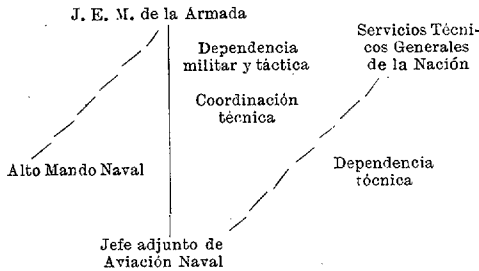 J. E. M. de la Armada
Servicios Técni-
cos Generales
de la Nación
Dependencia
militar y táctica
Coordinación
técnica
Alto Mando Naval
Dependencia
técnica
Jefe adjunto de
Aviación Naval